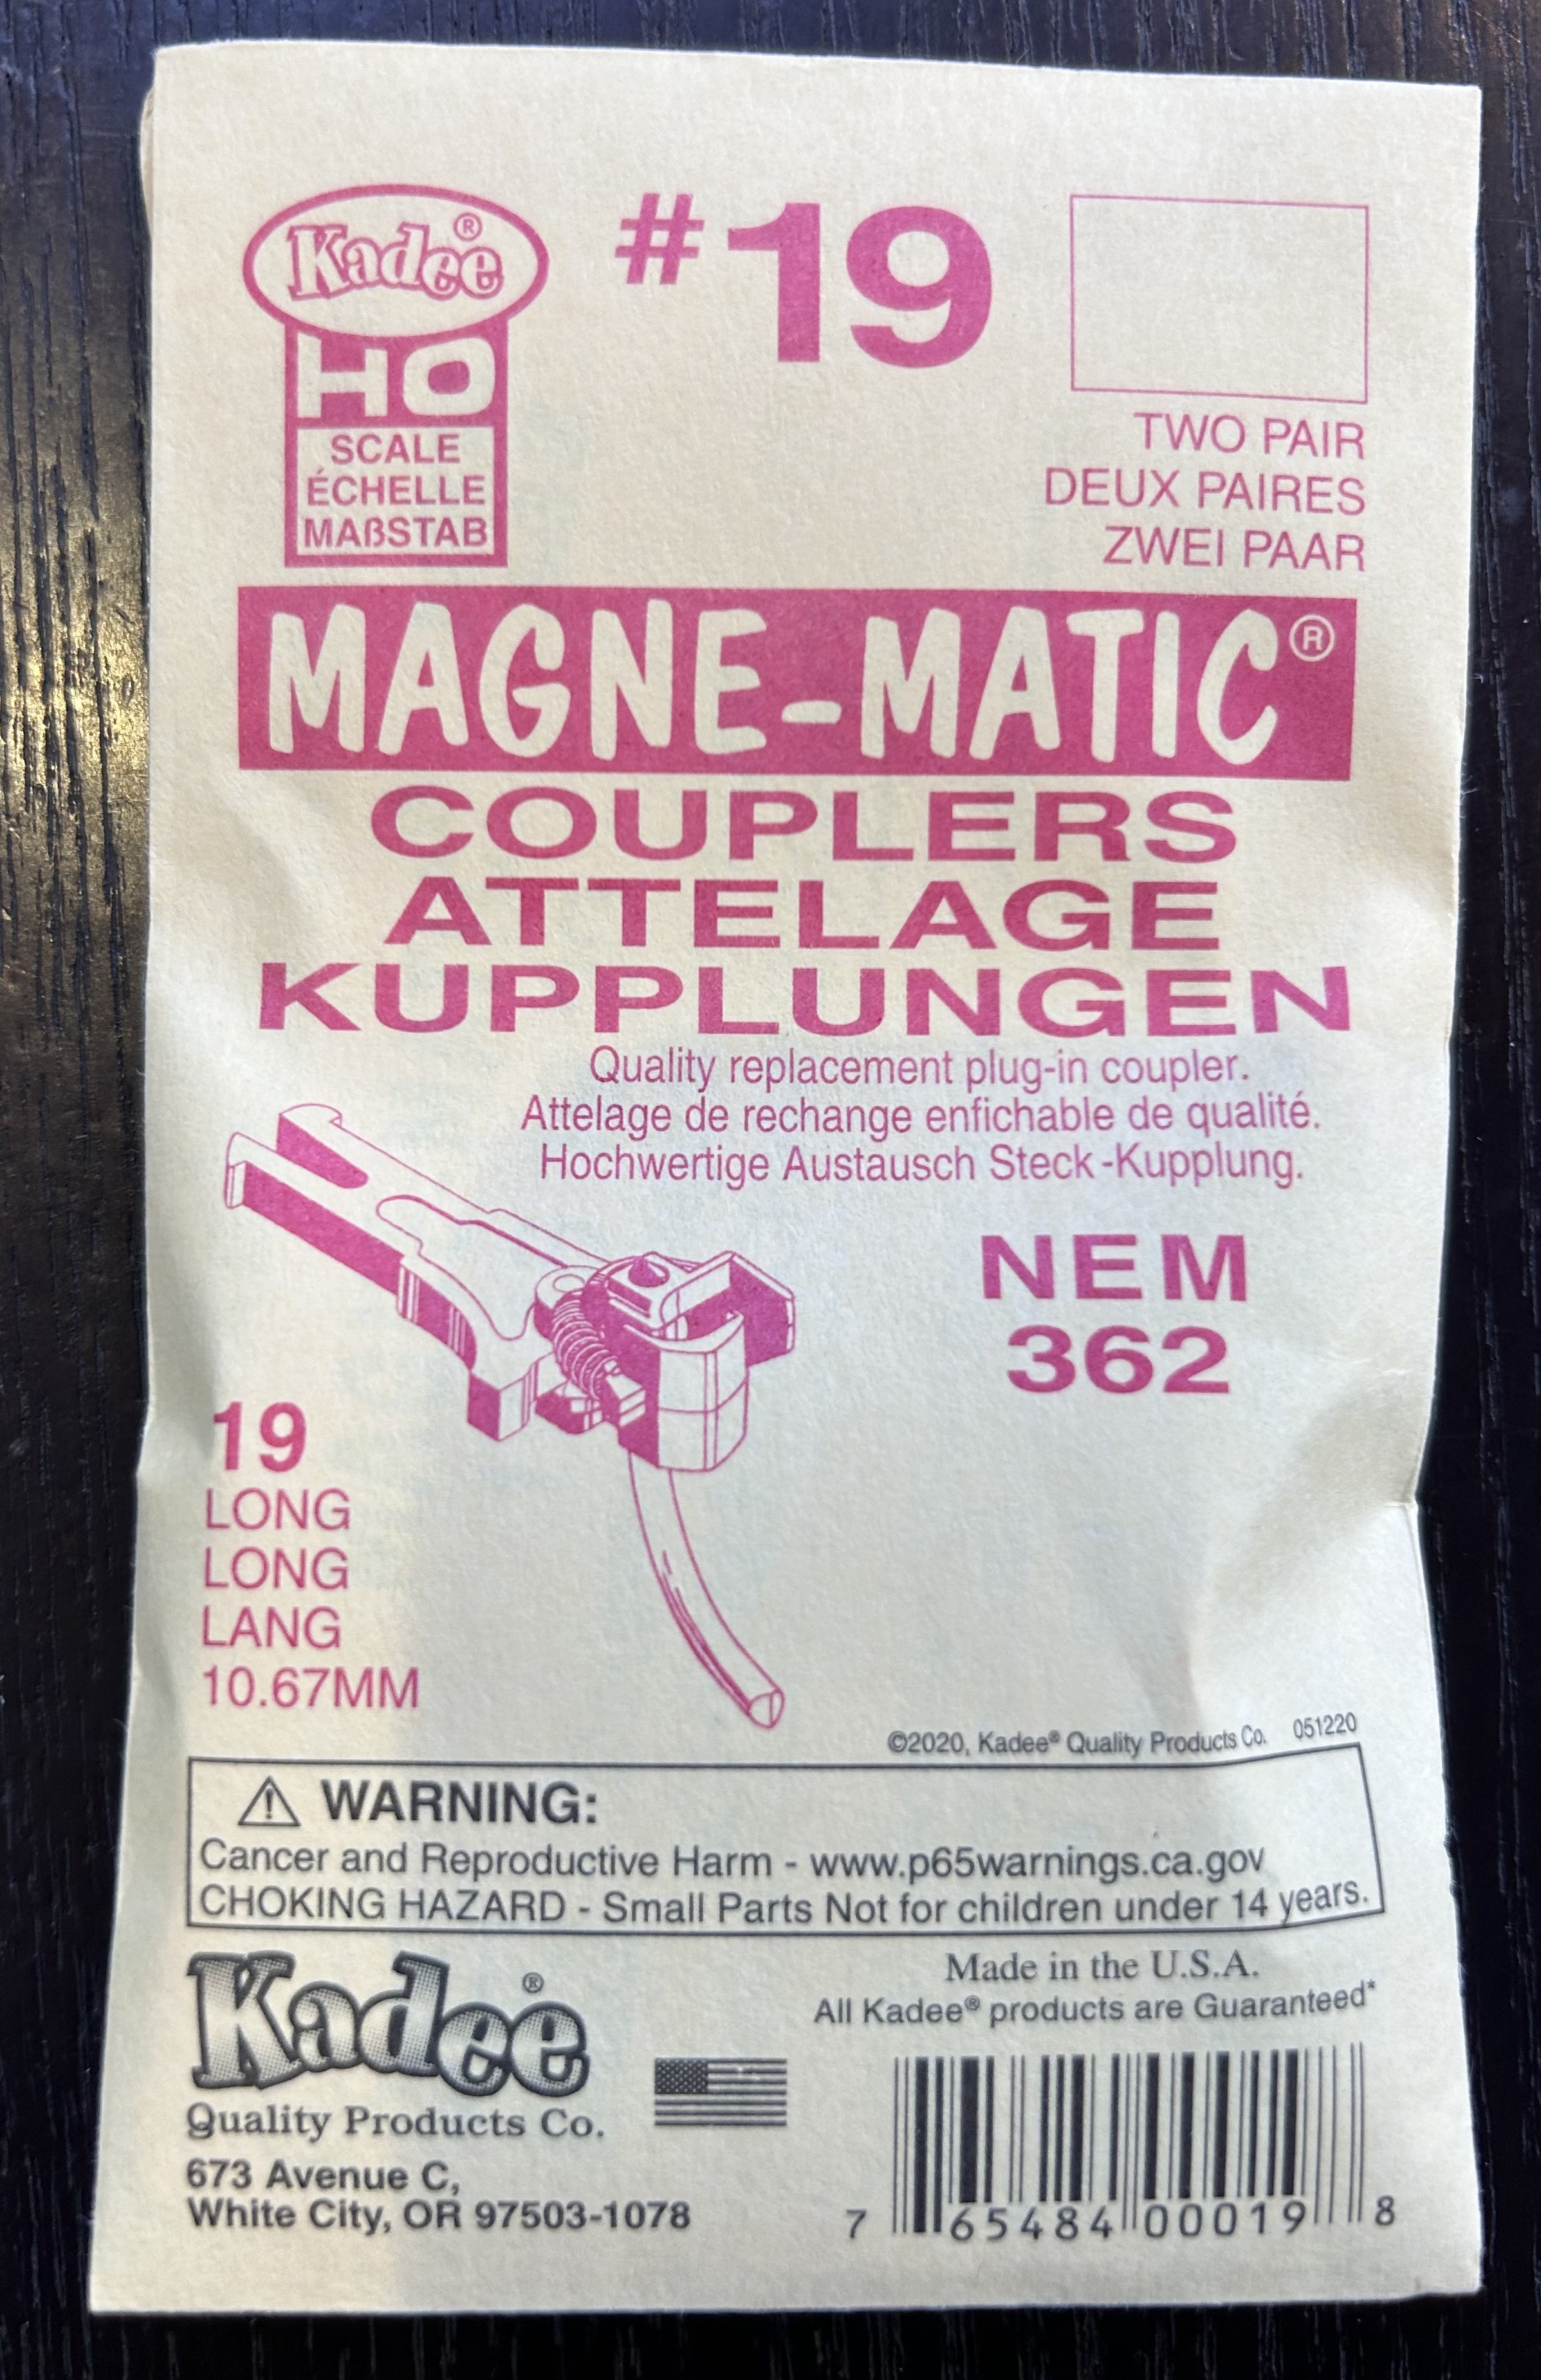 Kadee®
HO
SCALE
ÉCHELLE
MAßSTAB
#19
TWO PAIR
DEUX PAIRES
ZWEI PAAR
MAGNE-MATIC®
COUPLERS
ATTELAGE
KUPPLUNGEN
Quality replacement plug-in coupler.
Attelage de rechange enfichable de qualité.
Hochwertige Austausch Steck-Kupplung.
NEM
362
19
LONG
LONG
LANG
10.67MM
©2020, Kadee® Quality Products Co. 051220
⚠ WARNING:
Cancer and Reproductive Harm - www.p65warnings.ca.gov
CHOKING HAZARD - Small Parts Not for children under 14 years.
Kadee®
Quality Products Co.
673 Avenue C,
White City, OR 97503-1078
Made in the U.S.A.
All Kadee® products are Guaranteed*
7 65484 00019 8